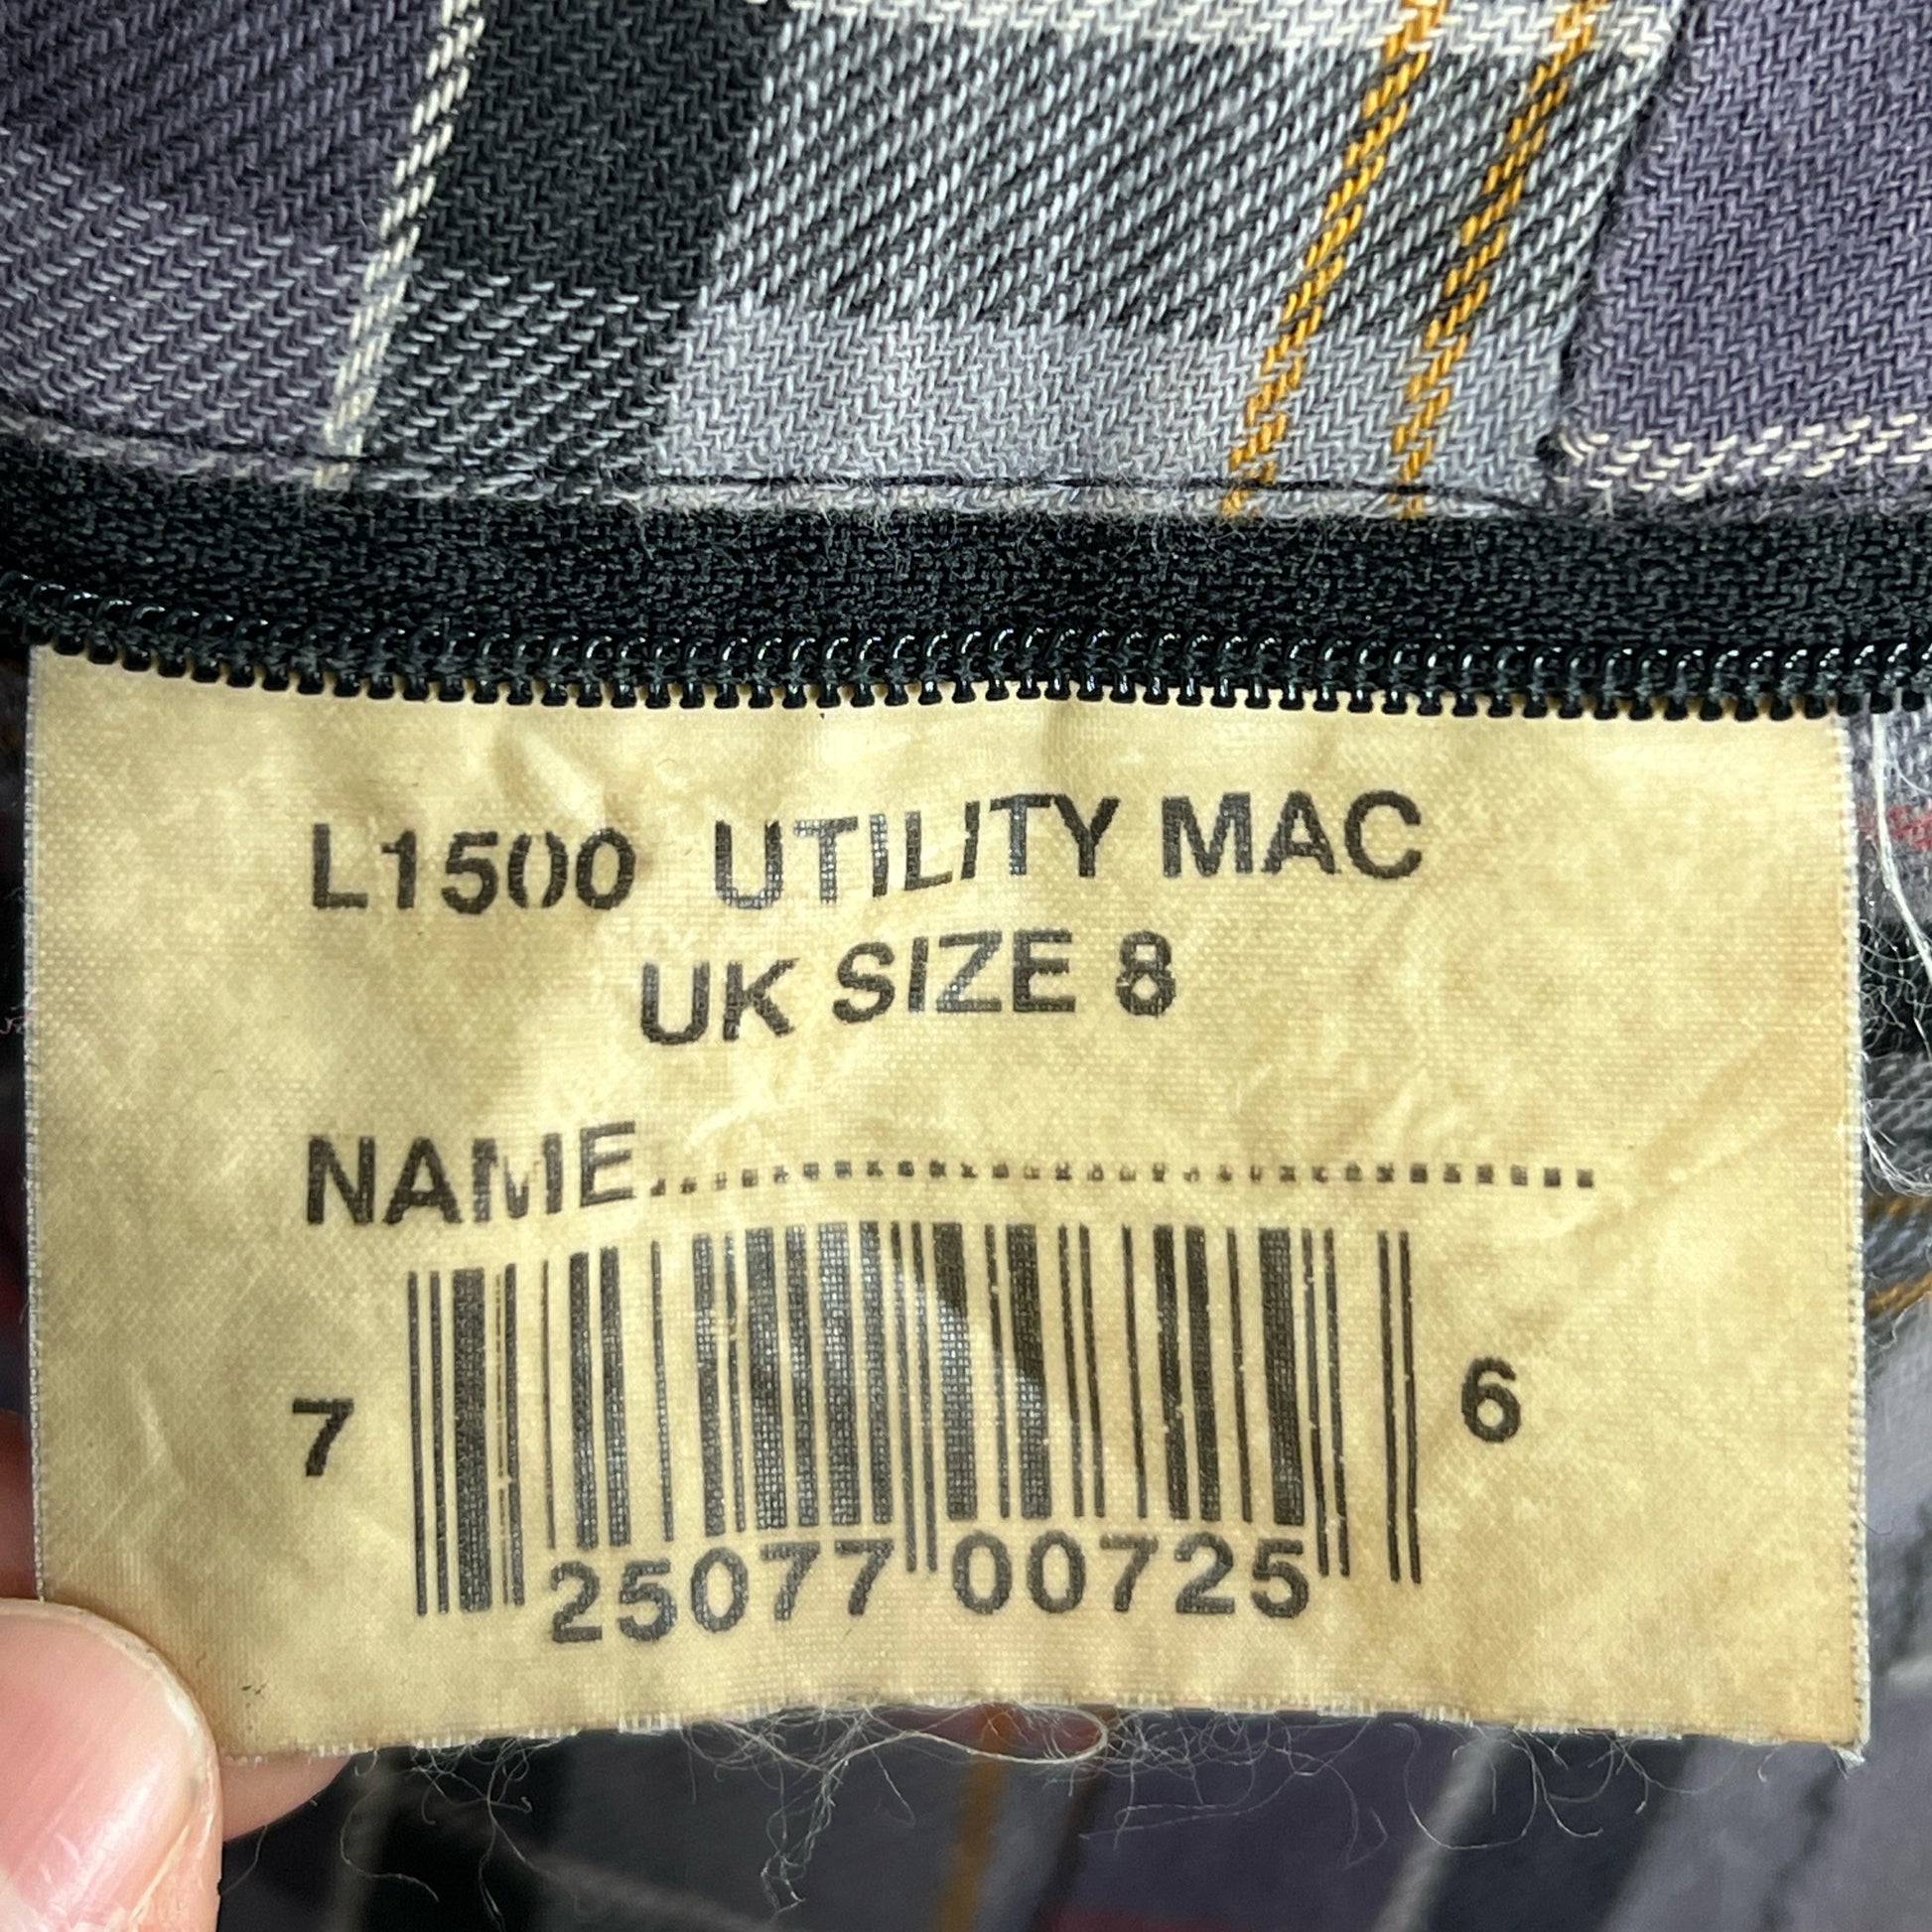 L1500 UTILITY MAC
UK SIZE 8
NAME..............................
7 25077 00725 6